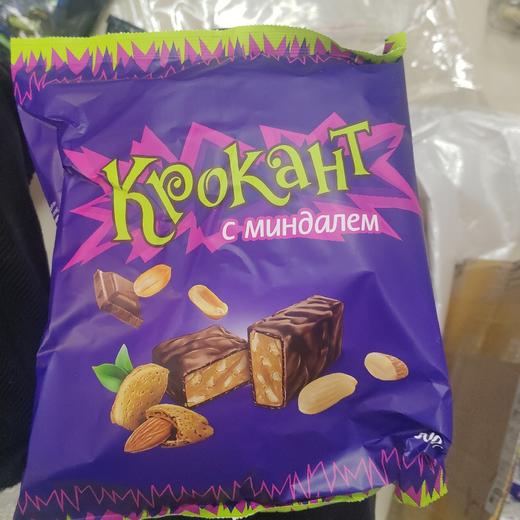 Крокант
с миндалем